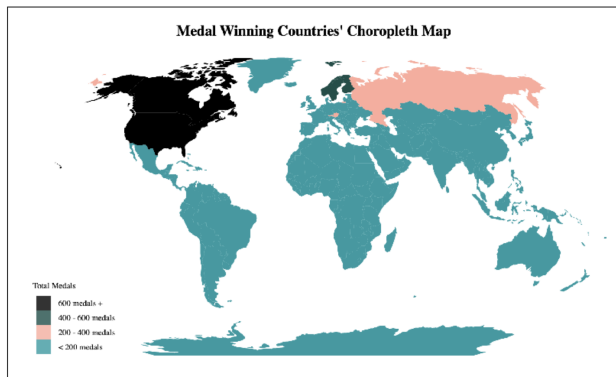 Medal Winning Countries' Choropleth Map
Total Medals
600 medals +
400 - 600 medals
200 - 400 medals
< 200 medals